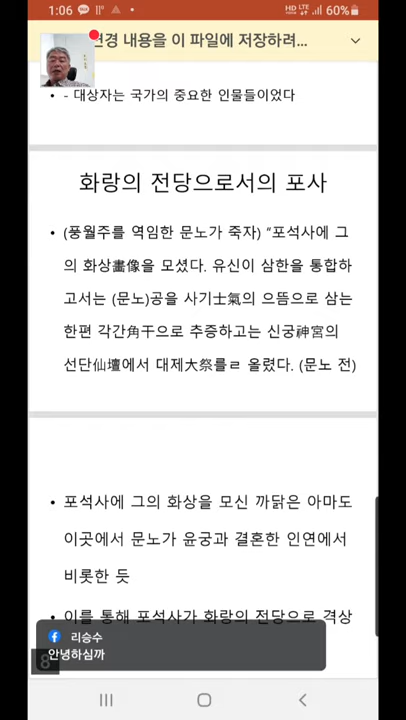 1:06
HD LTE 60%
변경 내용을 이 파일에 저장하려...
• - 대상자는 국가의 중요한 인물들이었다
화랑의 전당으로서의 포사
• (풍월주를 역임한 문노가 죽자) "포석사에 그
의 화상畫像을 모셨다. 유신이 삼한을 통합하
고서는 (문노)공을 사기士氣의 으뜸으로 삼는
한편 각간角干으로 추증하고는 신궁神宮의
선단仙壇에서 대제大祭를ㄹ 올렸다. (문노 전)
• 포석사에 그의 화상을 모신 까닭은 아마도
이곳에서 문노가 윤궁과 결혼한 인연에서
비롯한 듯
• 이를 통해 포석사가 화랑의 전당으로 격상
리승수
안녕하심까
8